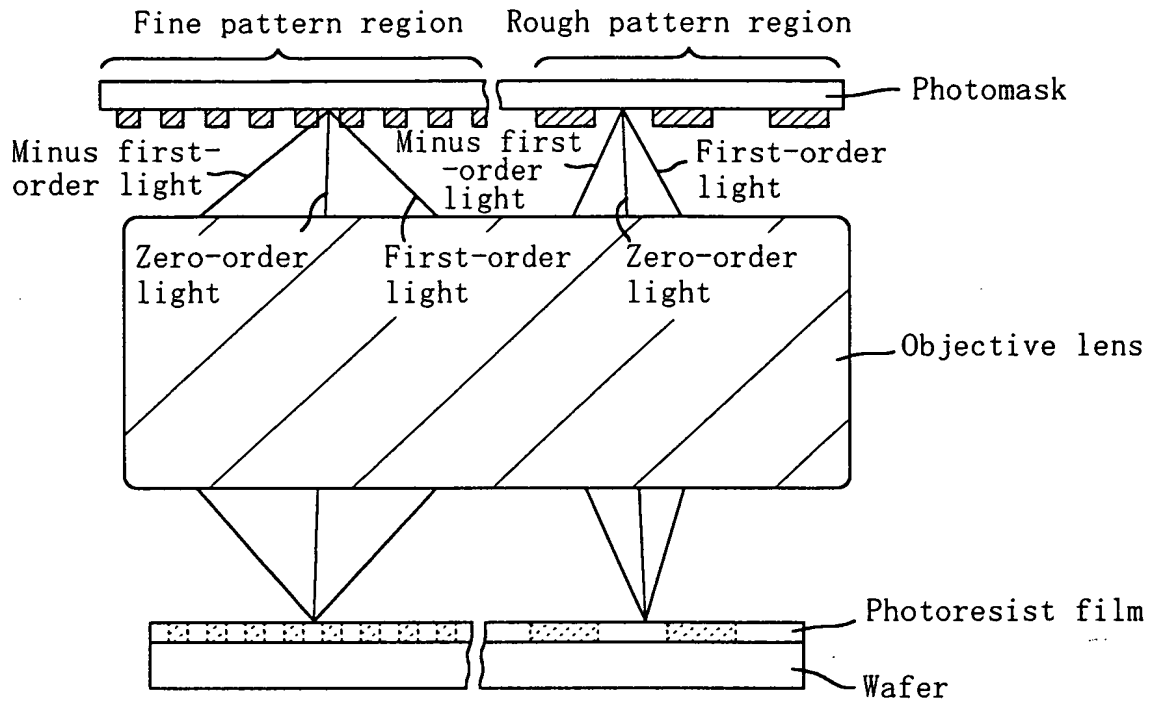 Fine pattern region
Rough pattern region
Photomask
Minus first-
order light
Minus first
-order
light
First-order
light
Zero-order
light
First-order
light
Zero-order
light
Objective lens
Photoresist film
Wafer